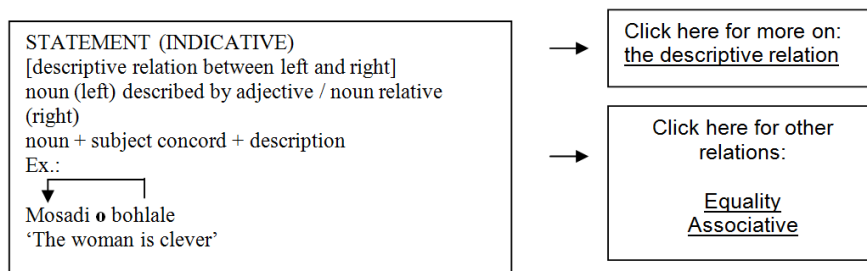 STATEMENT (INDICATIVE)
[descriptive relation between left and right]
noun (left) described by adjective / noun relative
(right)
noun + subject concord + description
Ex.:
Mosadi o bohlale
‘The woman is clever’
Click here for more on:
the descriptive relation
Click here for other
relations:
Equality
Associative